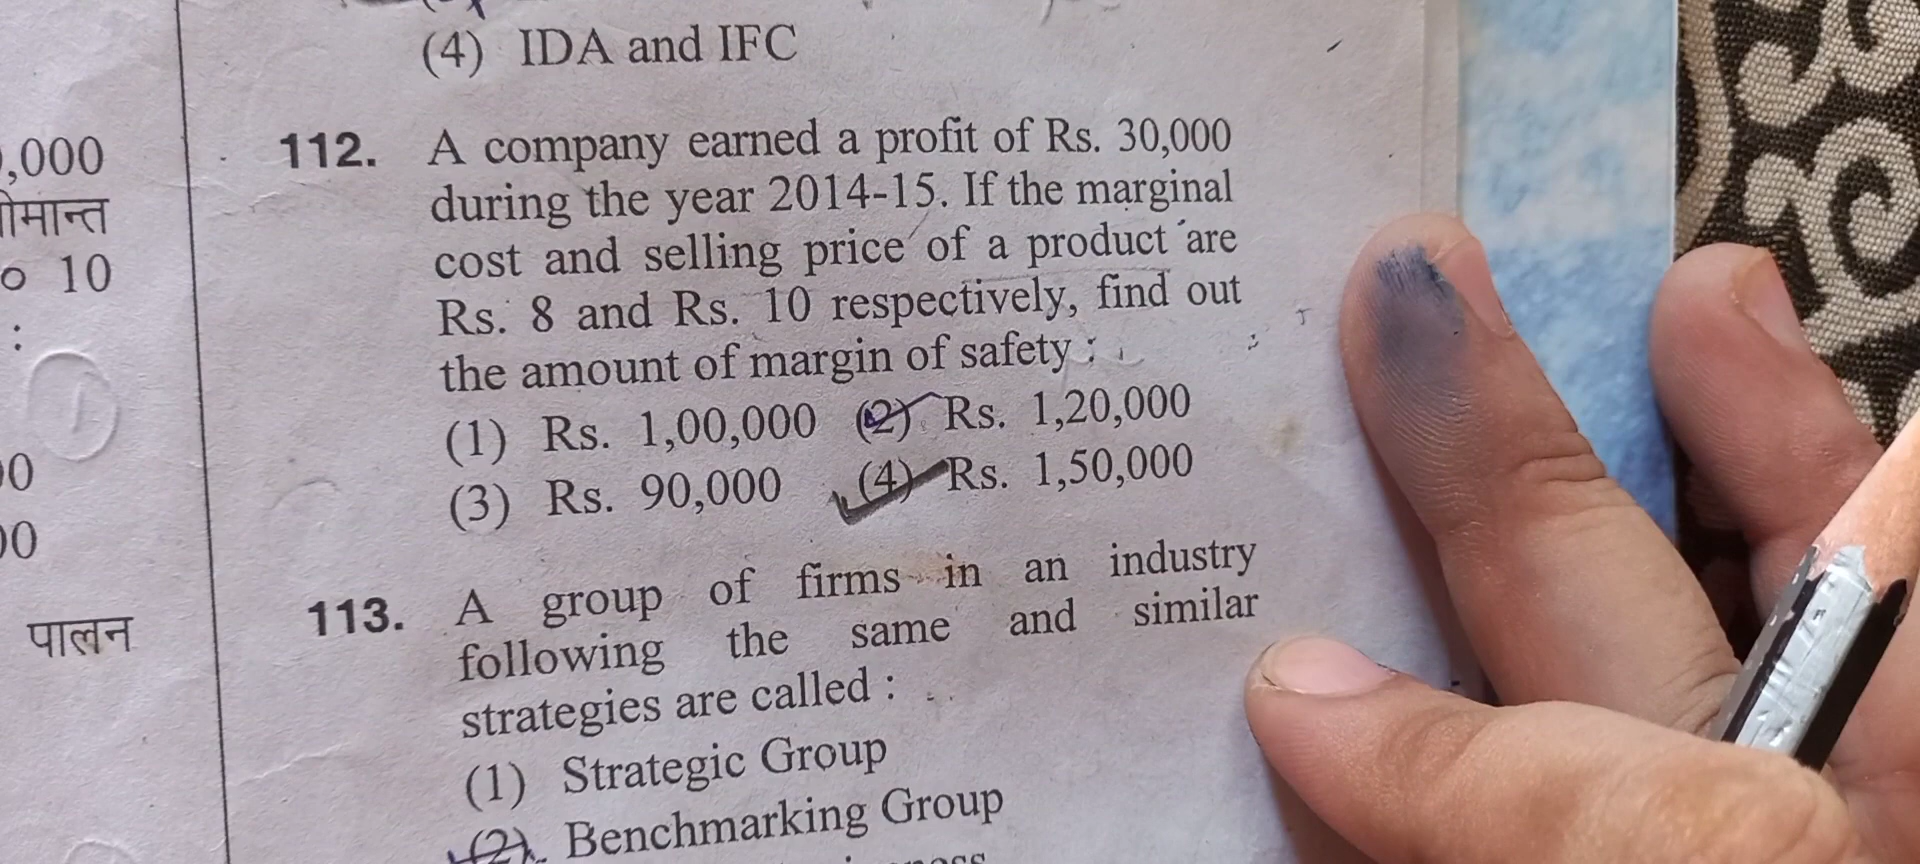 (4) IDA and IFC
,000
मान्त
10
:
00
00
पालन
112. A company earned a profit of Rs. 30,000
during the year 2014-15. If the marginal
cost and selling price of a product are
Rs. 8 and Rs. 10 respectively, find out
the amount of margin of safety :
(1) Rs. 1,00,000 (2) Rs. 1,20,000
(3) Rs. 90,000 (4) Rs. 1,50,000
113. A group of firms in an industry
following the same and similar
strategies are called :
(1) Strategic Group
(2) Benchmarking Group